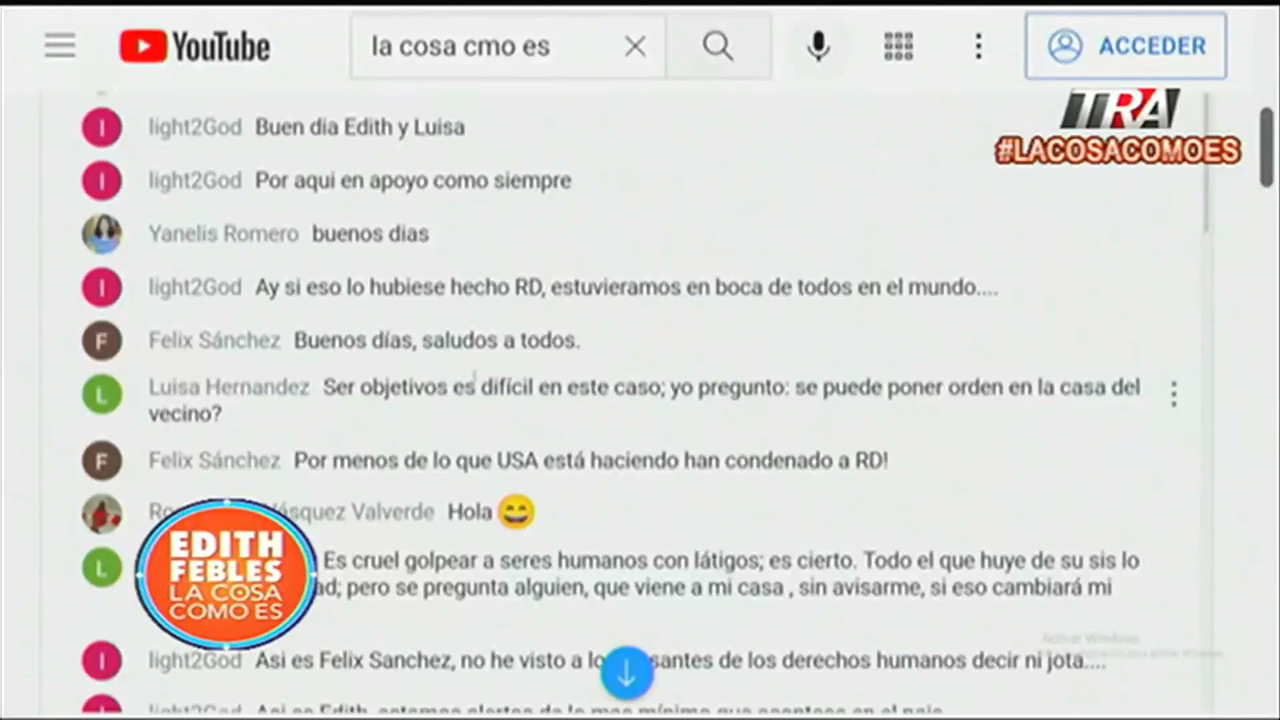 YouTube
la cosa cmo es
ACCEDER
TRA
#LACOSACOMOES
light2God Buen dia Edith y Luisa
light2God Por aqui en apoyo como siempre
Yanelis Romero buenos dias
light2God Ay si eso lo hubiese hecho RD, estuvieramos en boca de todos en el mundo....
Felix Sánchez Buenos días, saludos a todos.
Luisa Hernandez Ser objetivos es difícil en este caso; yo pregunto: se puede poner orden en la casa del
vecino?
Felix Sánchez Por menos de lo que USA está haciendo han condenado a RD!
Vásquez Valverde Hola 😄
Es cruel golpear a seres humanos con látigos; es cierto. Todo el que huye de su sis lo
pero se pregunta alguien, que viene a mi casa , sin avisarme, si eso cambiará mi
EDITH
FEBLES
LA COSA
COMO ES
light2God Asi es Felix Sanchez, no he visto a de los derechos humanos decir ni jota....
Activar Windows